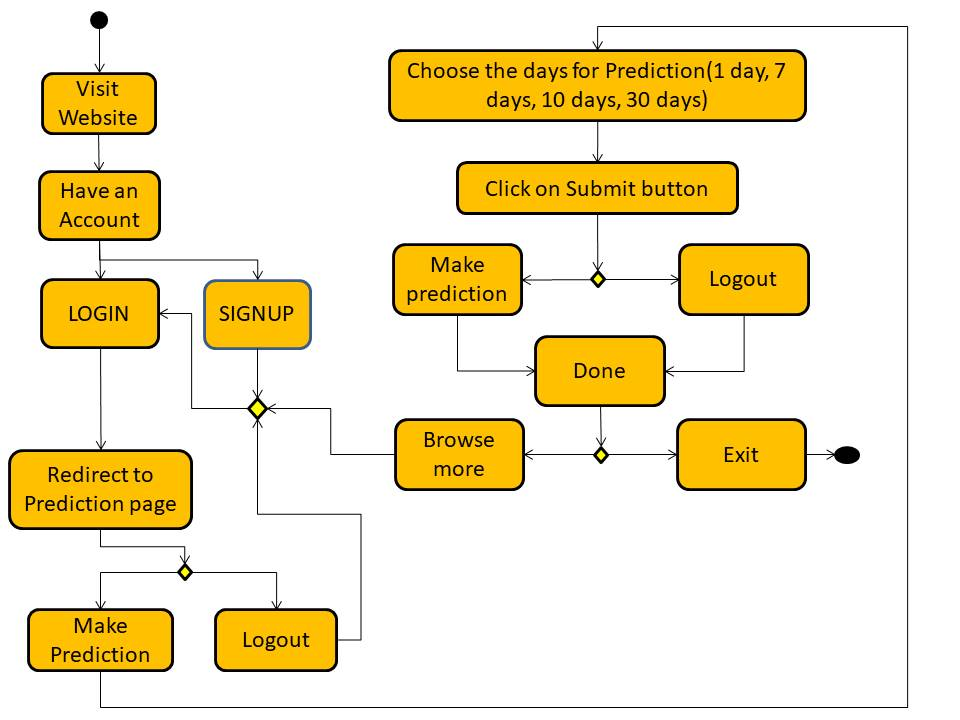 Visit
Website
Have an
Account
LOGIN
SIGNUP
Redirect to
Prediction page
Make
Prediction
Logout
Choose the days for Prediction(1 day, 7
days, 10 days, 30 days)
Click on Submit button
Make
prediction
Logout
Done
Browse
more
Exit